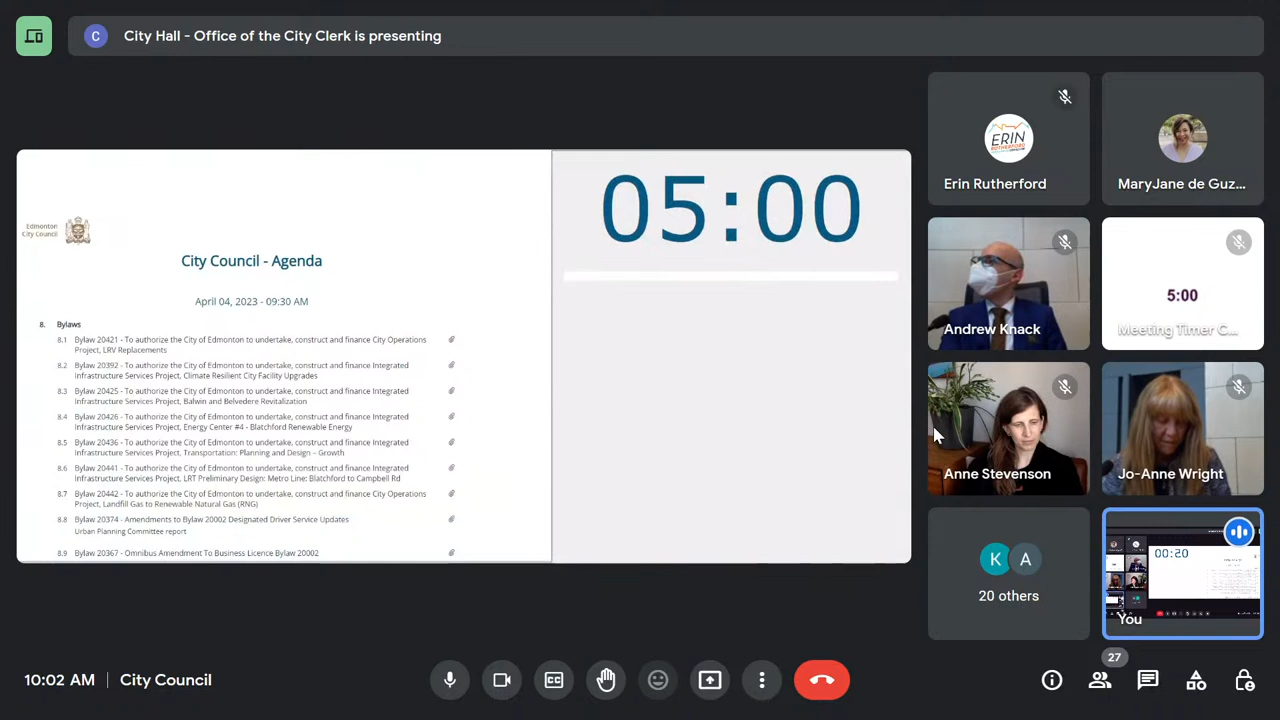 C
City Hall - Office of the City Clerk is presenting
Edmonton
City Council
City Council - Agenda
April 04, 2023 - 09:30 AM
8. Bylaws
8.1 Bylaw 20421 - To authorize the City of Edmonton to undertake, construct and finance City Operations
Project, LRV Replacements
8.2 Bylaw 20392 - To authorize the City of Edmonton to undertake, construct and finance Integrated
Infrastructure Services Project, Climate Resilient City Facility Upgrades
8.3 Bylaw 20425 - To authorize the City of Edmonton to undertake, construct and finance Integrated
Infrastructure Services Project, Balwin and Belvedere Revitalization
8.4 Bylaw 20426 - To authorize the City of Edmonton to undertake, construct and finance Integrated
Infrastructure Services Project, Energy Center #4 - Blatchford Renewable Energy
8.5 Bylaw 20436 - To authorize the City of Edmonton to undertake, construct and finance Integrated
Infrastructure Services Project, Transportation: Planning and Design – Growth
8.6 Bylaw 20441 - To authorize the City of Edmonton to undertake, construct and finance Integrated
Infrastructure Services Project, LRT Preliminary Design: Metro Line: Blatchford to Campbell Rd
8.7 Bylaw 20442 - To authorize the City of Edmonton to undertake, construct and finance City Operations
Project, Landfill Gas to Renewable Natural Gas (RNG)
8.8 Bylaw 20374 - Amendments to Bylaw 20002 Designated Driver Service Updates
Urban Planning Committee report
8.9 Bylaw 20367 - Omnibus Amendment To Business Licence Bylaw 20002
05:00
ERIN
RUTHERFORD
Erin Rutherford
MaryJane de Guz...
Andrew Knack
5:00
Meeting Timer C...
Anne Stevenson
Jo-Anne Wright
K A
20 others
05:00
You
10:02 AM | City Council
CC
27